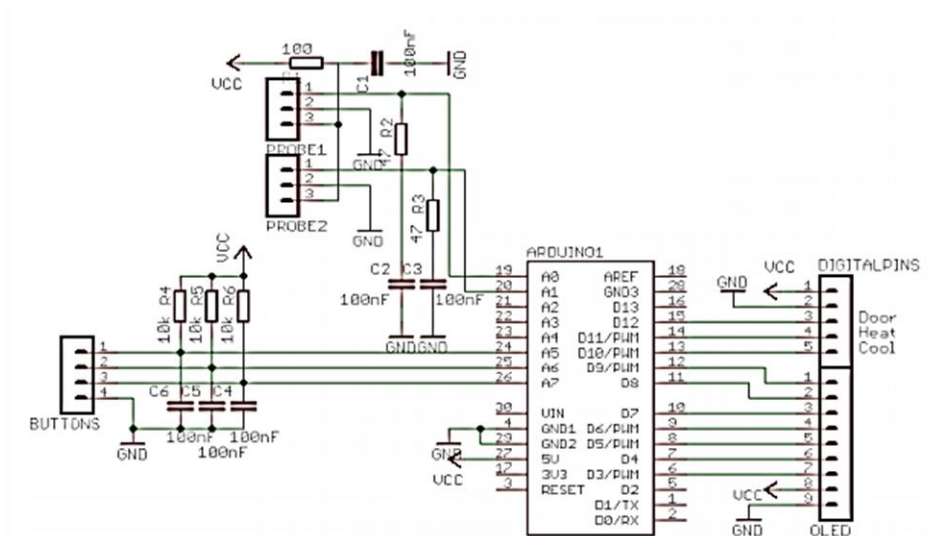 100
VCC
C1
100nF
GND
1
2
3
PROBE1
GND
47 R2
1
2
3
PROBE2
GND
47 R3
VCC
C2 C3
100nF 100nF
GND GND
10k R4
10k R5
10k R6
1
2
3
4
BUTTONS
C6 C5 C4
100nF 100nF
100nF
GND
ARDUINO1
19 A0 AREF 18
20 A1 GND3 28
21 A2 D13 16
22 A3 D12 15
23 A4 D11/PWM 14
24 A5 D10/PWM 13
25 A6 D9/PWM 12
26 A7 D8 11
30 VIN D7 10
4 GND1 D6/PWM 9
29 GND2 D5/PWM 8
27 5V D4 7
17 3V3 D3/PWM 6
3 RESET D2 5
D1/TX 1
D0/RX 2
GND
VCC
DIGITALPINS
VCC 1
GND 2
3 Door
4 Heat
5 Cool
1
2
3
4
5
6
7
VCC 8
9
GND
OLED